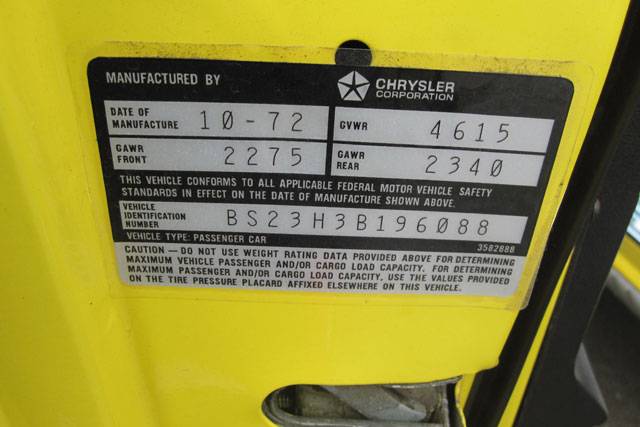 MANUFACTURED BY CHRYSLER CORPORATION
DATE OF MANUFACTURE 10-72 GVWR 4615
GAWR FRONT 2275 GAWR REAR 2340
THIS VEHICLE CONFORMS TO ALL APPLICABLE FEDERAL MOTOR VEHICLE SAFETY
STANDARDS IN EFFECT ON THE DATE OF MANUFACTURE SHOWN ABOVE.
VEHICLE IDENTIFICATION NUMBER BS23H3B196088
VEHICLE TYPE: PASSENGER CAR 3582888
CAUTION — DO NOT USE WEIGHT RATING DATA PROVIDED ABOVE FOR DETERMINING
MAXIMUM VEHICLE PASSENGER AND/OR CARGO LOAD CAPACITY. FOR DETERMINING
MAXIMUM PASSENGER AND/OR CARGO LOAD CAPACITY, USE THE VALUES PROVIDED
ON THE TIRE PRESSURE PLACARD AFFIXED ELSEWHERE ON THIS VEHICLE.